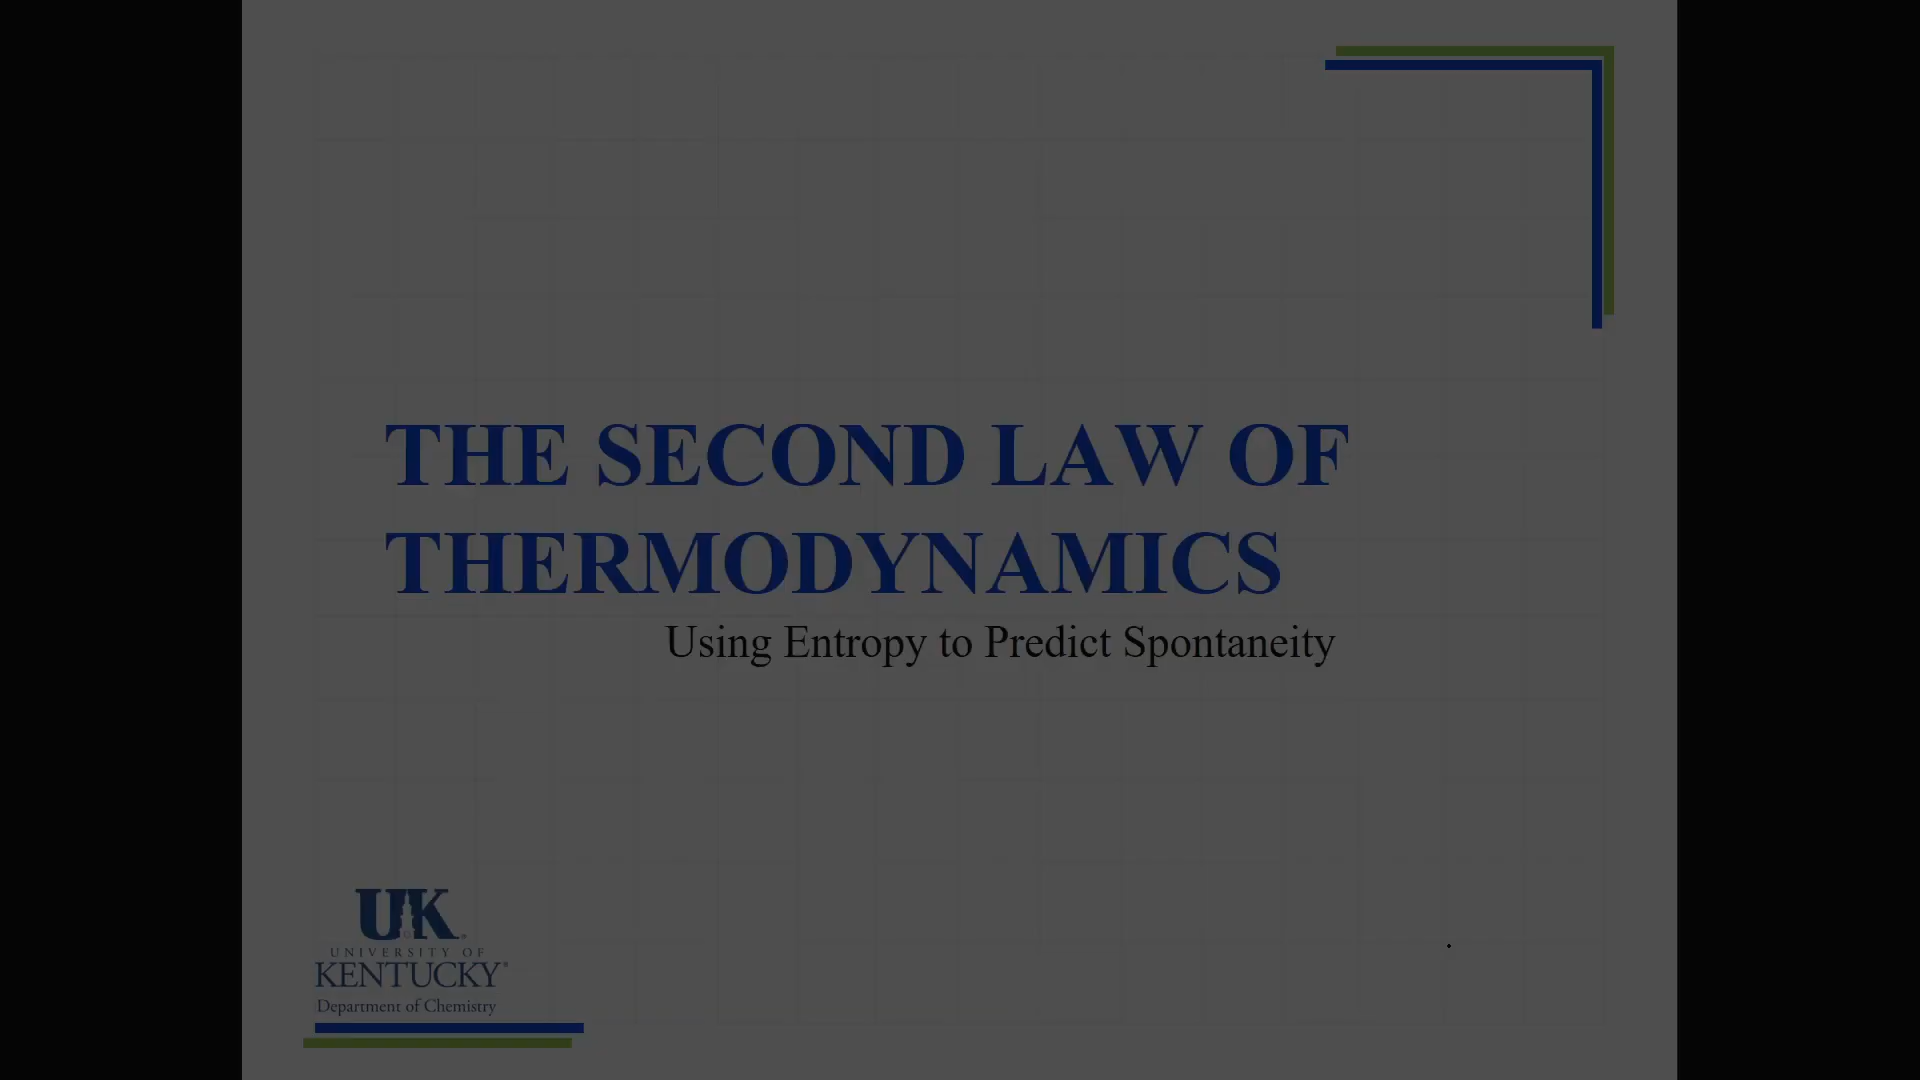 THE SECOND LAW OF
THERMODYNAMICS
Using Entropy to Predict Spontaneity
UK
UNIVERSITY OF
KENTUCKY®
Department of Chemistry